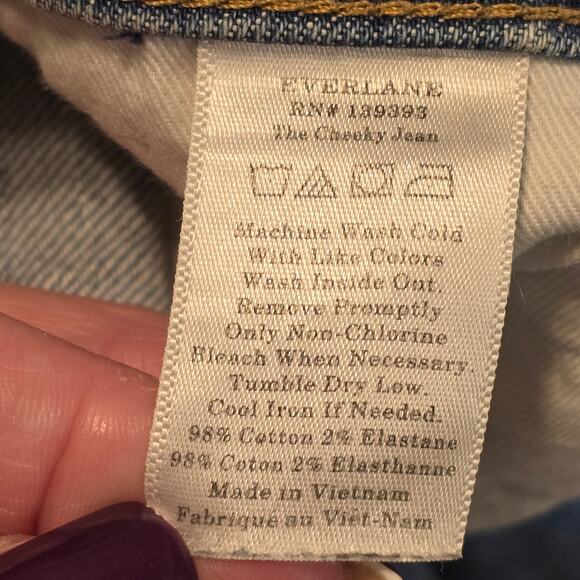 EVERLANE
RN# 139393
The Cheeky Jean
Machine Wash Cold
With Like Colors
Wash Inside Out.
Remove Promptly
Only Non-Chlorine
Bleach When Necessary.
Tumble Dry Low.
Cool Iron If Needed.
98% Cotton 2% Elastane
98% Coton 2% Elasthanne
Made in Vietnam
Fabriqué au Viêt-Nam